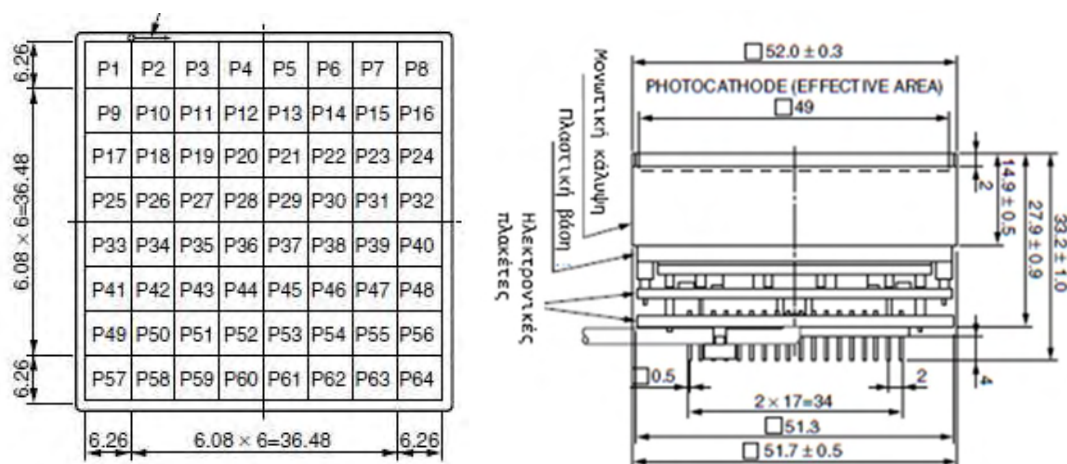 P1 P2 P3 P4 P5 P6 P7 P8
P9 P10 P11 P12 P13 P14 P15 P16
P17 P18 P19 P20 P21 P22 P23 P24
P25 P26 P27 P28 P29 P30 P31 P32
P33 P34 P35 P36 P37 P38 P39 P40
P41 P42 P43 P44 P45 P46 P47 P48
P49 P50 P51 P52 P53 P54 P55 P56
P57 P58 P59 P60 P61 P62 P63 P64
6.26
6.08 × 6=36.48
6.26
6.26
6.08 × 6=36.48
6.26
52.0 ± 0.3
PHOTOCATHODE (EFFECTIVE AREA)
49
Μονωτική κάλυψη
Πλαστική βάση
Ηλεκτρονικές
πλακέτες
2
14.9 ± 0.5
27.9 ± 0.9
33.2 ± 1.0
4
0.5
2
2 × 17=34
51.3
51.7 ± 0.5